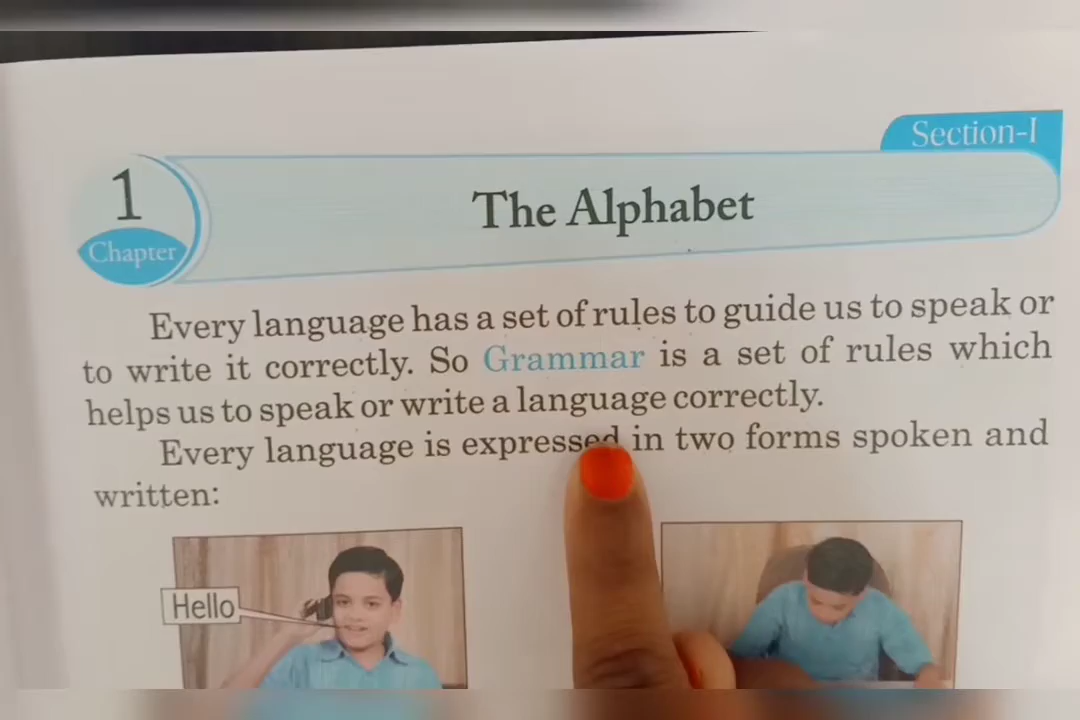 Section-I
1
Chapter
The Alphabet
Every language has a set of rules to guide us to speak or
to write it correctly. So Grammar is a set of rules which
helps us to speak or write a language correctly.
Every language is expressed in two forms spoken and
written:
Hello